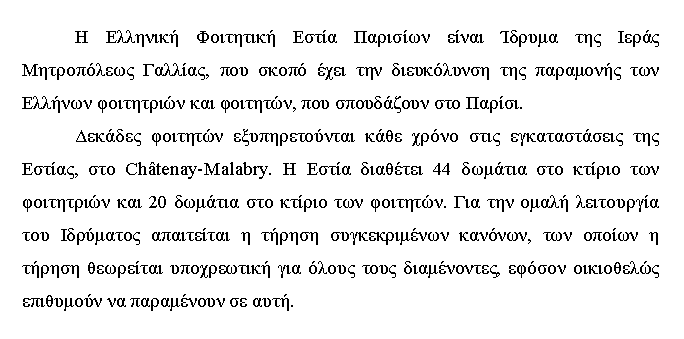 Η Ελληνική Φοιτητική Εστία Παρισίων είναι Ίδρυμα της Ιεράς
Μητροπόλεως Γαλλίας, που σκοπό έχει την διευκόλυνση της παραμονής των
Ελλήνων φοιτητριών και φοιτητών, που σπουδάζουν στο Παρίσι.
Δεκάδες φοιτητών εξυπηρετούνται κάθε χρόνο στις εγκαταστάσεις της
Εστίας, στο Châtenay-Malabry. Η Εστία διαθέτει 44 δωμάτια στο κτίριο των
φοιτητριών και 20 δωμάτια στο κτίριο των φοιτητών. Για την ομαλή λειτουργία
του Ιδρύματος απαιτείται η τήρηση συγκεκριμένων κανόνων, των οποίων η
τήρηση θεωρείται υποχρεωτική για όλους τους διαμένοντες, εφόσον οικιοθελώς
επιθυμούν να παραμένουν σε αυτή.